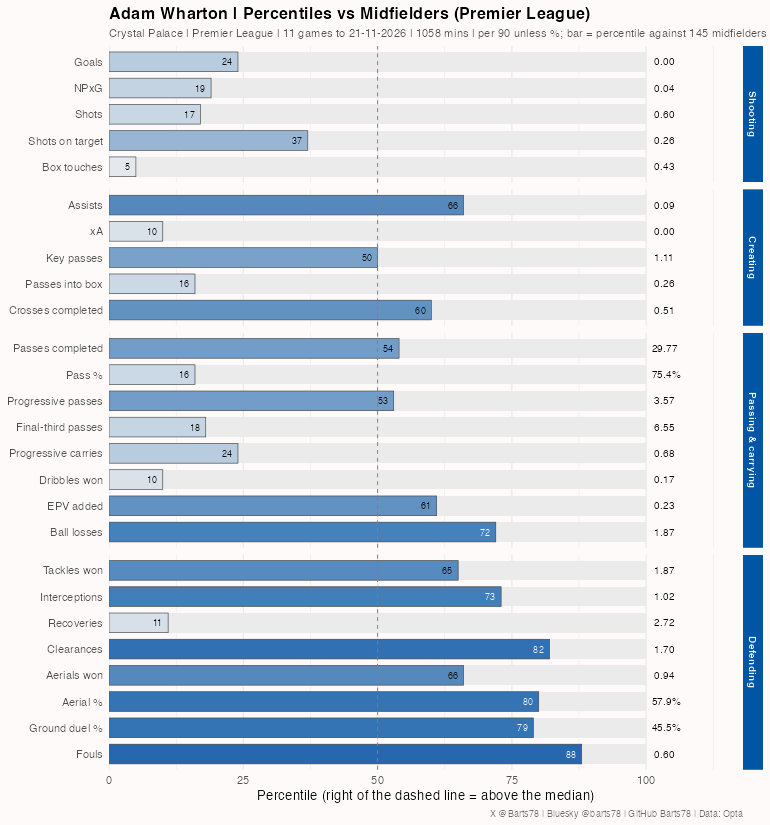 Adam Wharton | Percentiles vs Midfielders (Premier League)
Crystal Palace | Premier League | 11 games to 21-11-2026 | 1058 mins | per 90 unless %; bar = percentile against 145 midfielders
Goals 24 0.00
NPxG 19 0.04
Shots 17 0.60
Shots on target 37 0.26
Box touches 5 0.43
Shooting
Assists 66 0.09
xA 10 0.00
Key passes 50 1.11
Passes into box 16 0.26
Crosses completed 60 0.51
Creating
Passes completed 54 29.77
Pass % 16 75.4%
Progressive passes 53 3.57
Final-third passes 18 6.55
Progressive carries 24 0.68
Dribbles won 10 0.17
EPV added 61 0.23
Ball losses 72 1.87
Passing & carrying
Tackles won 65 1.87
Interceptions 73 1.02
Recoveries 11 2.72
Clearances 82 1.70
Aerials won 66 0.94
Aerial % 80 57.9%
Ground duel % 79 45.5%
Fouls 88 0.60
Defending
0 25 50 75 100
Percentile (right of the dashed line = above the median)
X @Barts78 | Bluesky @barts78 | GitHub Barts78 | Data: Opta